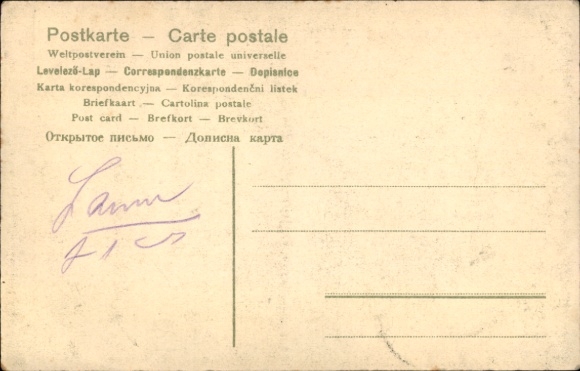 Postkarte — Carte postale
Weltpostverein — Union postale universelle
Levelező-Lap — Correspondenzkarte — Dopisnice
Karta korespondencyjna — Korespondenční lístek
Briefkaart — Cartolina postale
Post card — Brefkort — Brevkort
Открытое письмо — Дописна карта